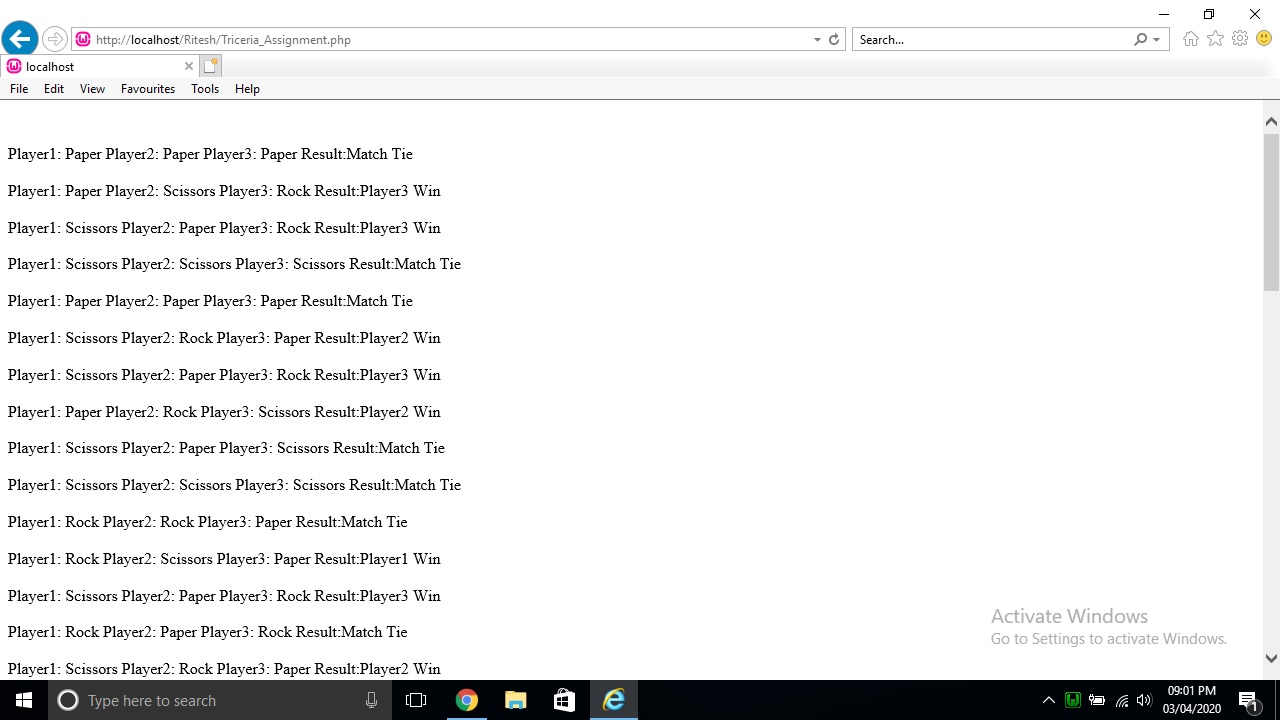 http://localhost/Ritesh/Triceria_Assignment.php
Search...
localhost
File Edit View Favourites Tools Help
Player1: Paper Player2: Paper Player3: Paper Result:Match Tie
Player1: Paper Player2: Scissors Player3: Rock Result:Player3 Win
Player1: Scissors Player2: Paper Player3: Rock Result:Player3 Win
Player1: Scissors Player2: Scissors Player3: Scissors Result:Match Tie
Player1: Paper Player2: Paper Player3: Paper Result:Match Tie
Player1: Scissors Player2: Rock Player3: Paper Result:Player2 Win
Player1: Scissors Player2: Paper Player3: Rock Result:Player3 Win
Player1: Paper Player2: Rock Player3: Scissors Result:Player2 Win
Player1: Scissors Player2: Paper Player3: Scissors Result:Match Tie
Player1: Scissors Player2: Scissors Player3: Scissors Result:Match Tie
Player1: Rock Player2: Rock Player3: Paper Result:Match Tie
Player1: Rock Player2: Scissors Player3: Paper Result:Player1 Win
Player1: Scissors Player2: Paper Player3: Rock Result:Player3 Win
Player1: Rock Player2: Paper Player3: Rock Result:Match Tie
Player1: Scissors Player2: Rock Player3: Paper Result:Player2 Win
Activate Windows
Go to Settings to activate Windows.
Type here to search
09:01 PM
03/04/2020
1